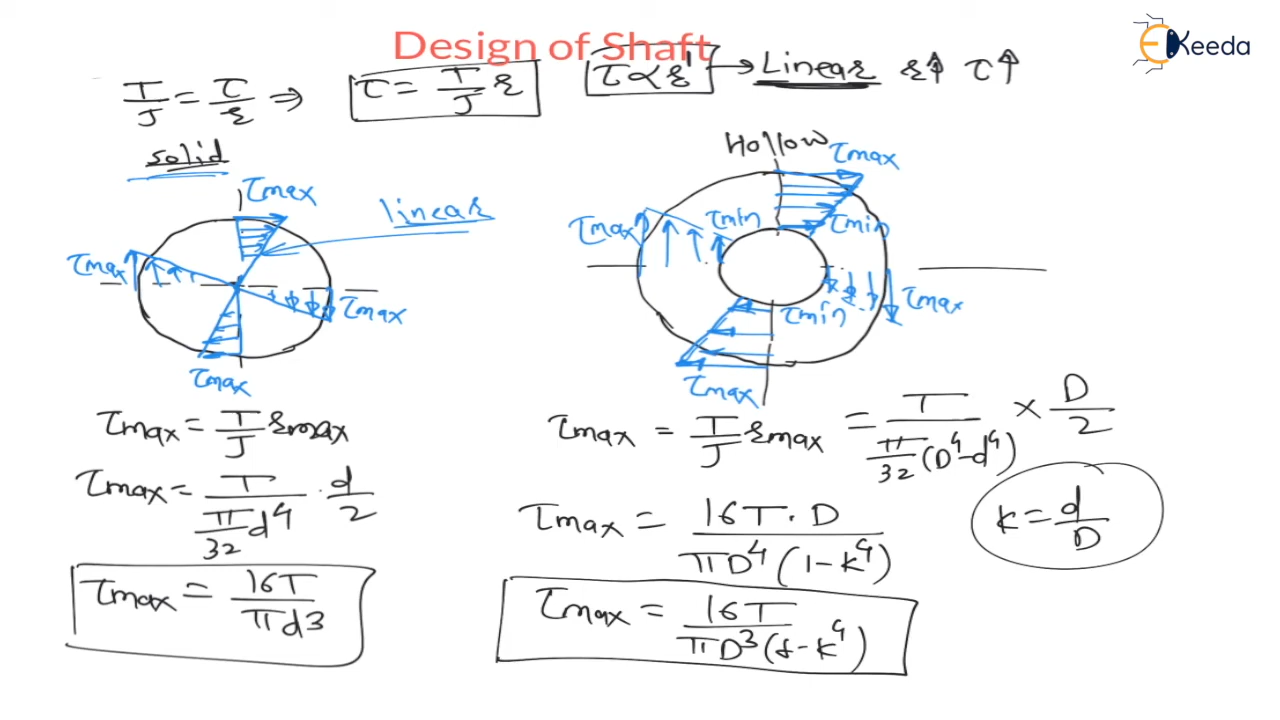 Design of Shaft
Keeda
T/J = τ/r ⇒ τ = T/J r τ ∝ r¹ → Linear r↑ τ↑
solid
Hollow
τmax
linear
τmax
τmax
τmax
τmax
τmin
τmax
τmin
τmin
τmax
τmax
τmax = T/J rmax
τmax = T/(π/32 d⁴) · d/2
τmax = 16T/πd3
τmax = T/J rmax = T/(π/32 (D⁴-d⁴)) × D/2
k = d/D
τmax = 16T·D/πD⁴(1-k⁴)
τmax = 16T/πD³(1-k⁴)